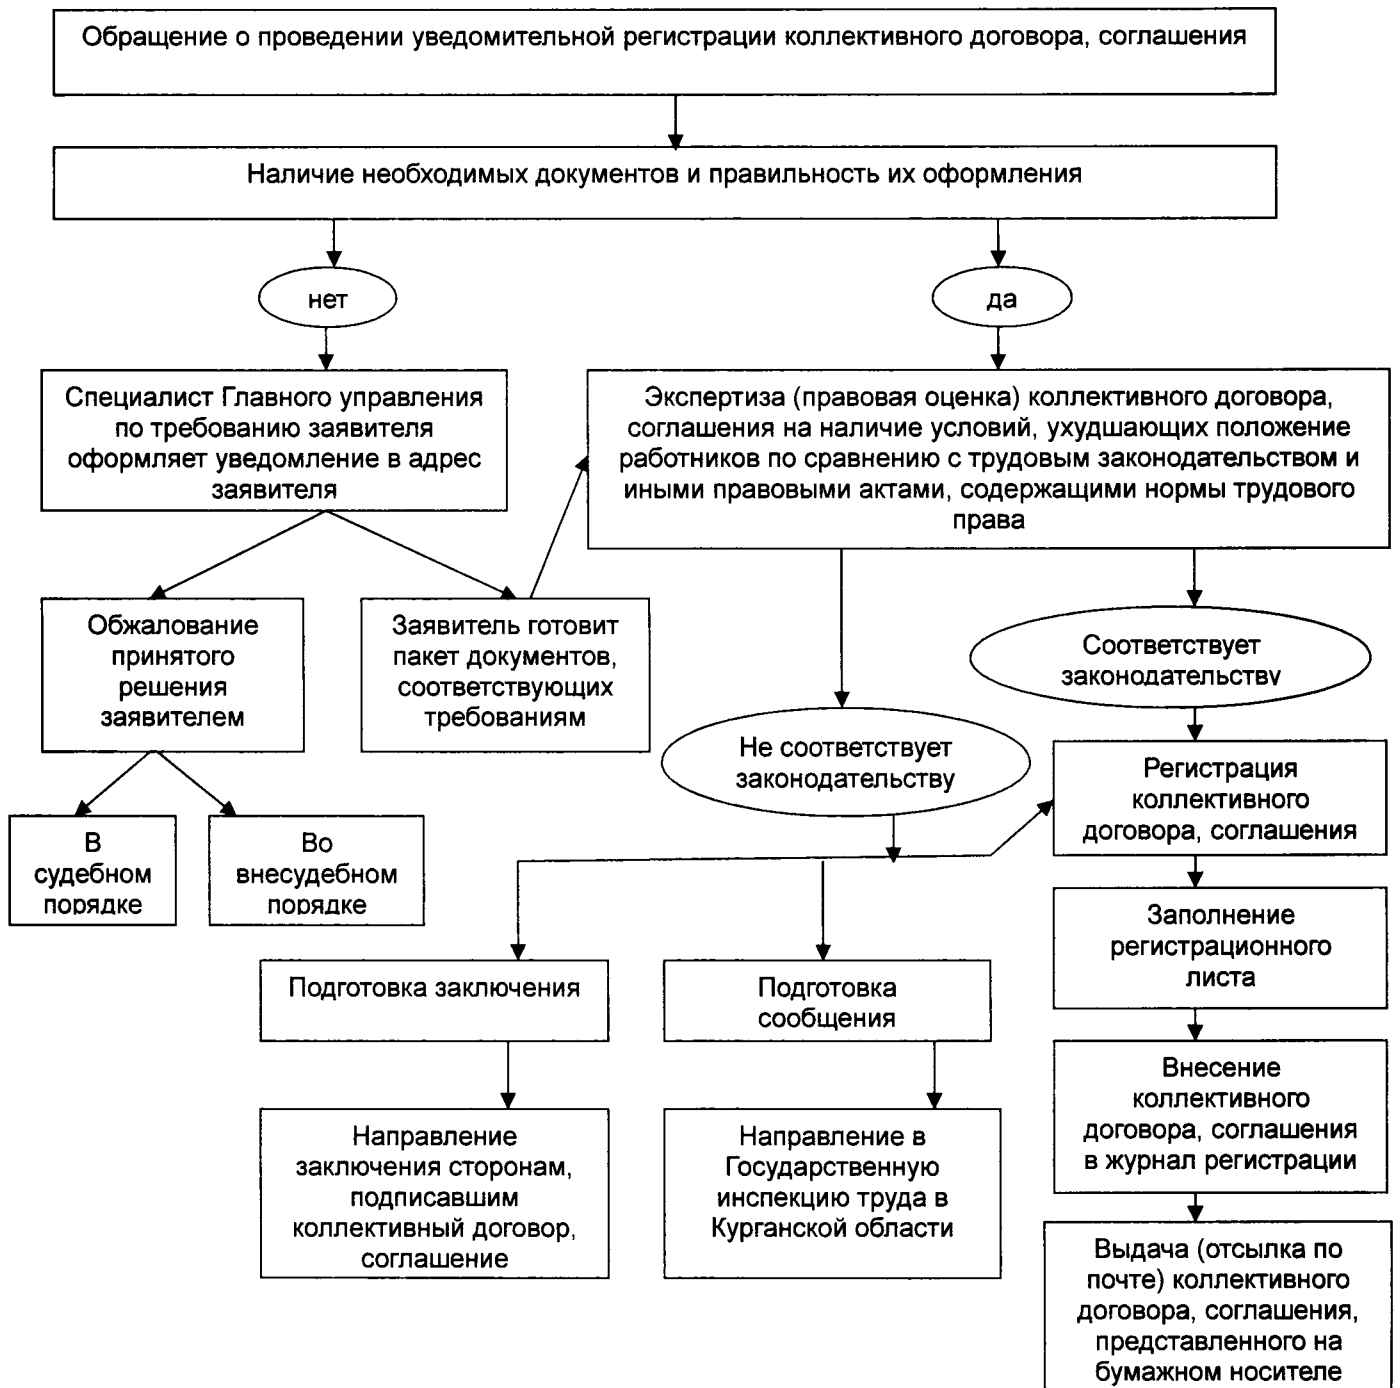 Обращение о проведении уведомительной регистрации коллективного договора, соглашения
Наличие необходимых документов и правильность их оформления
нет
да
Специалист Главного управления
по требованию заявителя
оформляет уведомление в адрес
заявителя
Экспертиза (правовая оценка) коллективного договора,
соглашения на наличие условий, ухудшающих положение
работников по сравнению с трудовым законодательством и
иными правовыми актами, содержащими нормы трудового
права
Обжалование
принятого
решения
заявителем
Заявитель готовит
пакет документов,
соответствующих
требованиям
Соответствует
законодательству
Не соответствует
законодательству
Регистрация
коллективного
договора, соглашения
В
судебном
порядке
Во
внесудебном
порядке
Заполнение
регистрационного
листа
Подготовка заключения
Подготовка
сообщения
Внесение
коллективного
договора, соглашения
в журнал регистрации
Направление
заключения сторонам,
подписавшим
коллективный договор,
соглашение
Направление в
Государственную
инспекцию труда в
Курганской области
Выдача (отсылка по
почте) коллективного
договора, соглашения,
представленного на
бумажном носителе